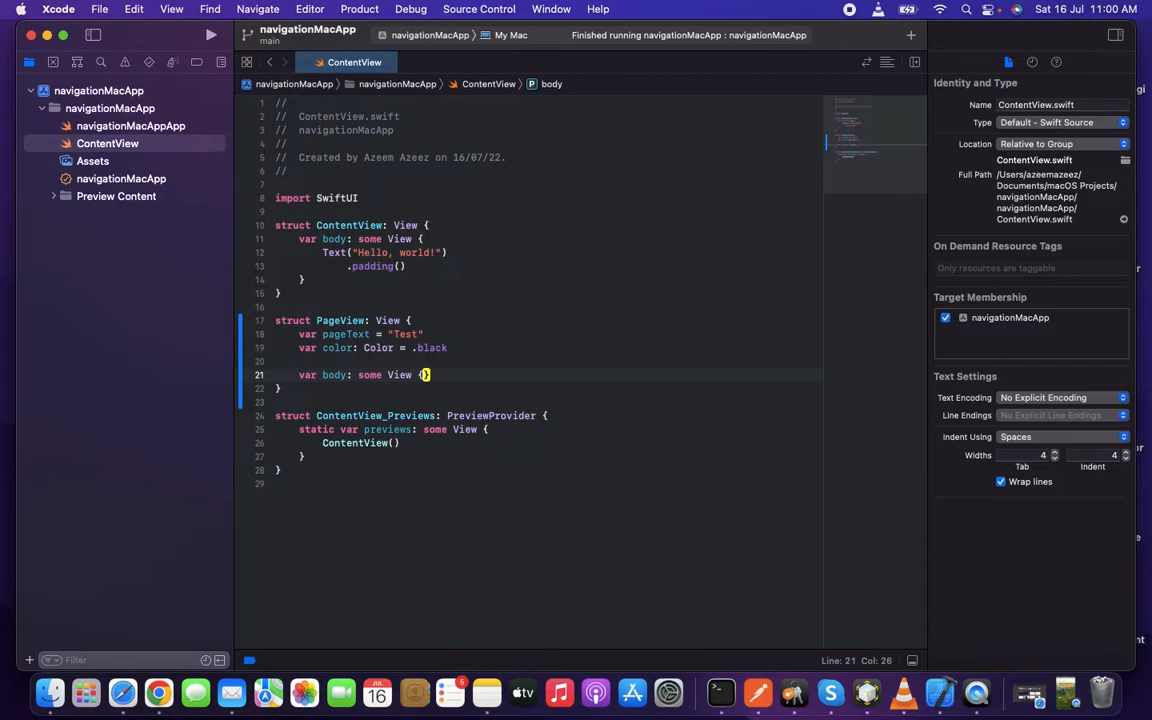 Xcode File Edit View Find Navigate Editor Product Debug Source Control Window Help Sat 16 Jul 11:00 AM
navigationMacApp
main
navigationMacApp My Mac
Finished running navigationMacApp : navigationMacApp
ContentView
navigationMacApp navigationMacApp ContentView body
navigationMacApp
navigationMacApp
navigationMacAppApp
ContentView
Assets
navigationMacApp
Preview Content
1 //
2 // ContentView.swift
3 // navigationMacApp
4 //
5 // Created by Azeem Azeez on 16/07/22.
6 //
7
8 import SwiftUI
9
10 struct ContentView: View {
11 var body: some View {
12 Text("Hello, world!")
13 .padding()
14 }
15 }
16
17 struct PageView: View {
18 var pageText = "Test"
19 var color: Color = .black
20
21 var body: some View {}
22 }
23
24 struct ContentView_Previews: PreviewProvider {
25 static var previews: some View {
26 ContentView()
27 }
28 }
29
Identity and Type
Name ContentView.swift
Type Default - Swift Source
Location Relative to Group
ContentView.swift
Full Path /Users/azeemazeez/
Documents/macOS Projects/
navigationMacApp/
navigationMacApp/
ContentView.swift
On Demand Resource Tags
Only resources are taggable
Target Membership
navigationMacApp
Text Settings
Text Encoding No Explicit Encoding
Line Endings No Explicit Line Endings
Indent Using Spaces
Widths 4 4
Tab Indent
Wrap lines
Filter
Line: 21 Col: 26
JUL
16
5
tv